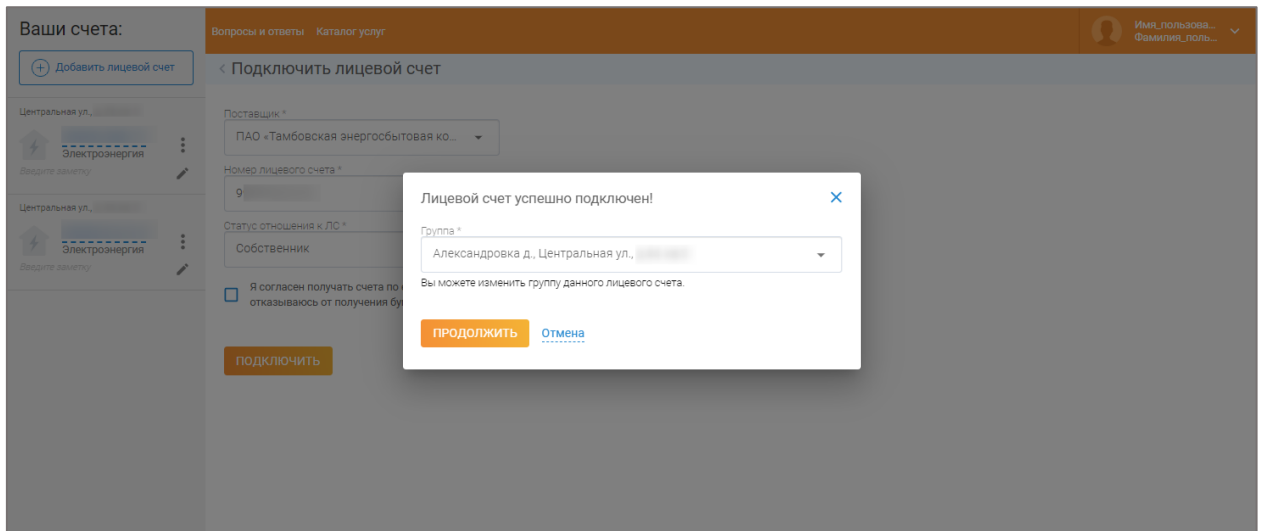 Ваши счета:
Добавить лицевой счет
Центральная ул.,
Электроэнергия
Введите заметку
Центральная ул.,
Электроэнергия
Введите заметку
Вопросы и ответы Каталог услуг
Имя_пользова...
Фамилия_поль...
Подключить лицевой счет
Поставщик *
ПАО «Тамбовская энергосбытовая ко...
Номер лицевого счета *
9
Статус отношения к ЛС *
Собственник
Я согласен получать счета по
отказываюсь от получения
ПОДКЛЮЧИТЬ
Лицевой счет успешно подключен!
Группа *
Александровка д., Центральная ул.,
Вы можете изменить группу данного лицевого счета.
ПРОДОЛЖИТЬ Отмена